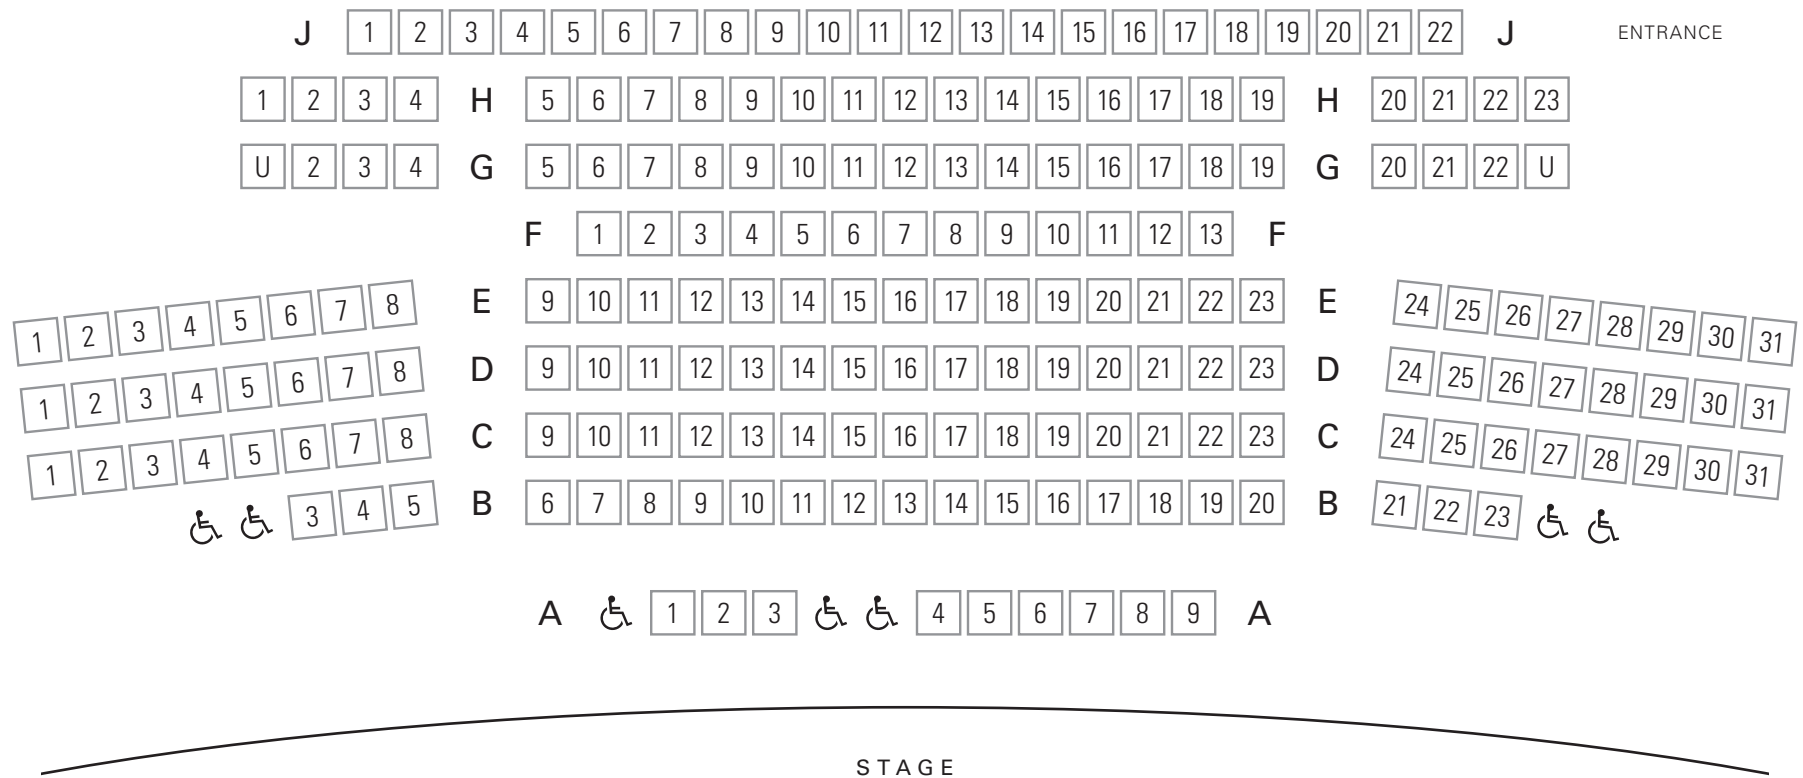 J 1 2 3 4 5 6 7 8 9 10 11 12 13 14 15 16 17 18 19 20 21 22 J ENTRANCE
1 2 3 4 H 5 6 7 8 9 10 11 12 13 14 15 16 17 18 19 H 20 21 22 23
U 2 3 4 G 5 6 7 8 9 10 11 12 13 14 15 16 17 18 19 G 20 21 22 U
F 1 2 3 4 5 6 7 8 9 10 11 12 13 F
1 2 3 4 5 6 7 8 E 9 10 11 12 13 14 15 16 17 18 19 20 21 22 23 E 24 25 26 27 28 29 30 31
1 2 3 4 5 6 7 8 D 9 10 11 12 13 14 15 16 17 18 19 20 21 22 23 D 24 25 26 27 28 29 30 31
1 2 3 4 5 6 7 8 C 9 10 11 12 13 14 15 16 17 18 19 20 21 22 23 C 24 25 26 27 28 29 30 31
3 4 5 B 6 7 8 9 10 11 12 13 14 15 16 17 18 19 20 B 21 22 23
A 1 2 3 4 5 6 7 8 9 A
STAGE